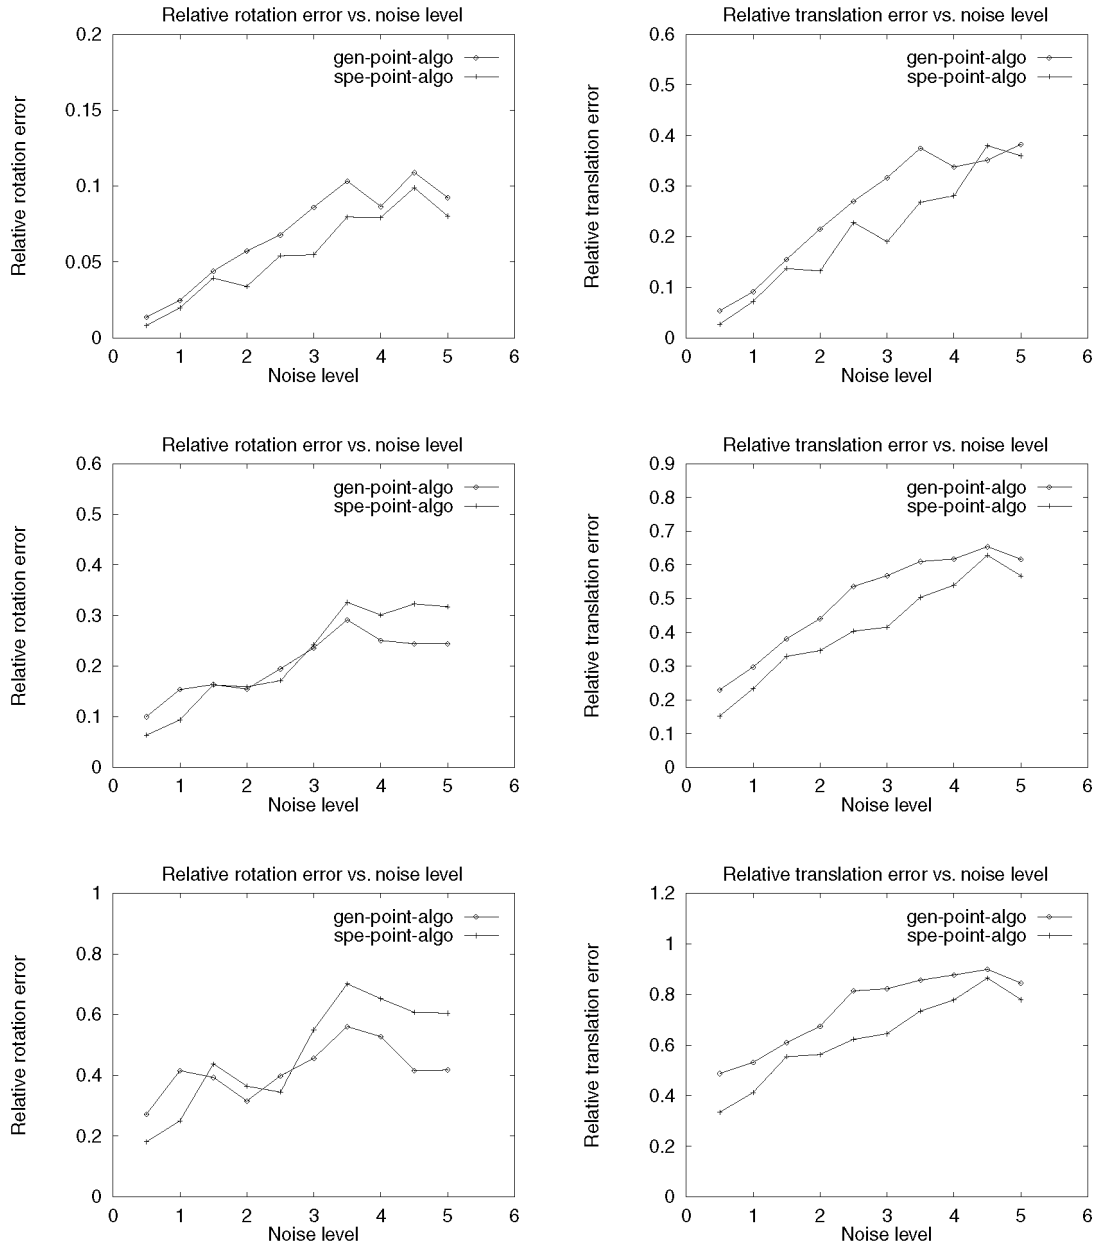 Relative rotation error vs. noise level
0.2
0.15
0.1
0.05
0
Relative rotation error
gen-point-algo
spe-point-algo
0 1 2 3 4 5 6
Noise level
Relative translation error vs. noise level
0.6
0.5
0.4
0.3
0.2
0.1
0
Relative translation error
gen-point-algo
spe-point-algo
0 1 2 3 4 5 6
Noise level
Relative rotation error vs. noise level
0.6
0.5
0.4
0.3
0.2
0.1
0
Relative rotation error
gen-point-algo
spe-point-algo
0 1 2 3 4 5 6
Noise level
Relative translation error vs. noise level
0.9
0.8
0.7
0.6
0.5
0.4
0.3
0.2
0.1
0
Relative translation error
gen-point-algo
spe-point-algo
0 1 2 3 4 5 6
Noise level
Relative rotation error vs. noise level
1
0.8
0.6
0.4
0.2
0
Relative rotation error
gen-point-algo
spe-point-algo
0 1 2 3 4 5 6
Noise level
Relative translation error vs. noise level
1.2
1
0.8
0.6
0.4
0.2
0
Relative translation error
gen-point-algo
spe-point-algo
0 1 2 3 4 5 6
Noise level